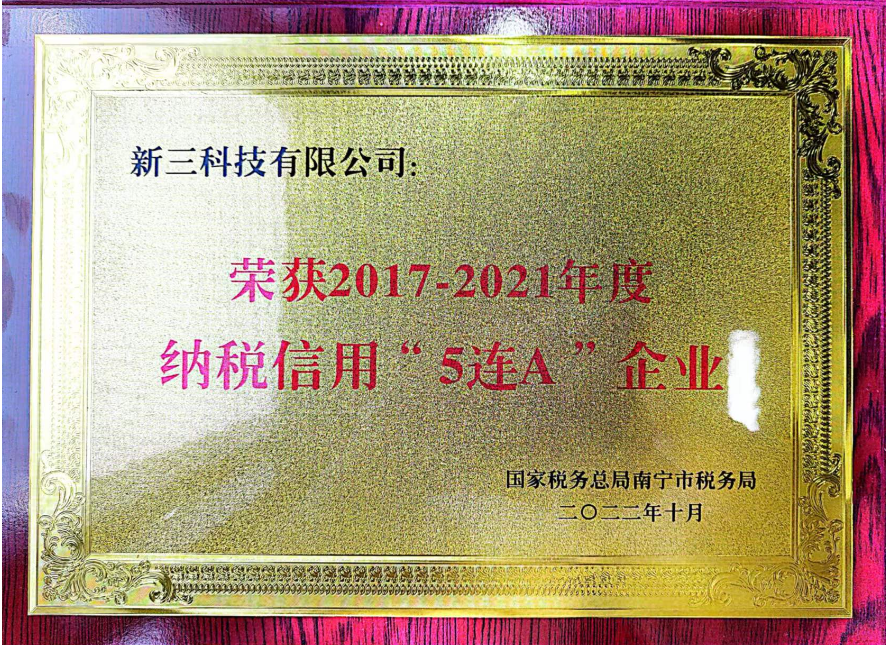 新三科技有限公司:
荣获2017-2021年度
纳税信用“5连A”企业
国家税务总局南宁市税务局
二〇二二年十月